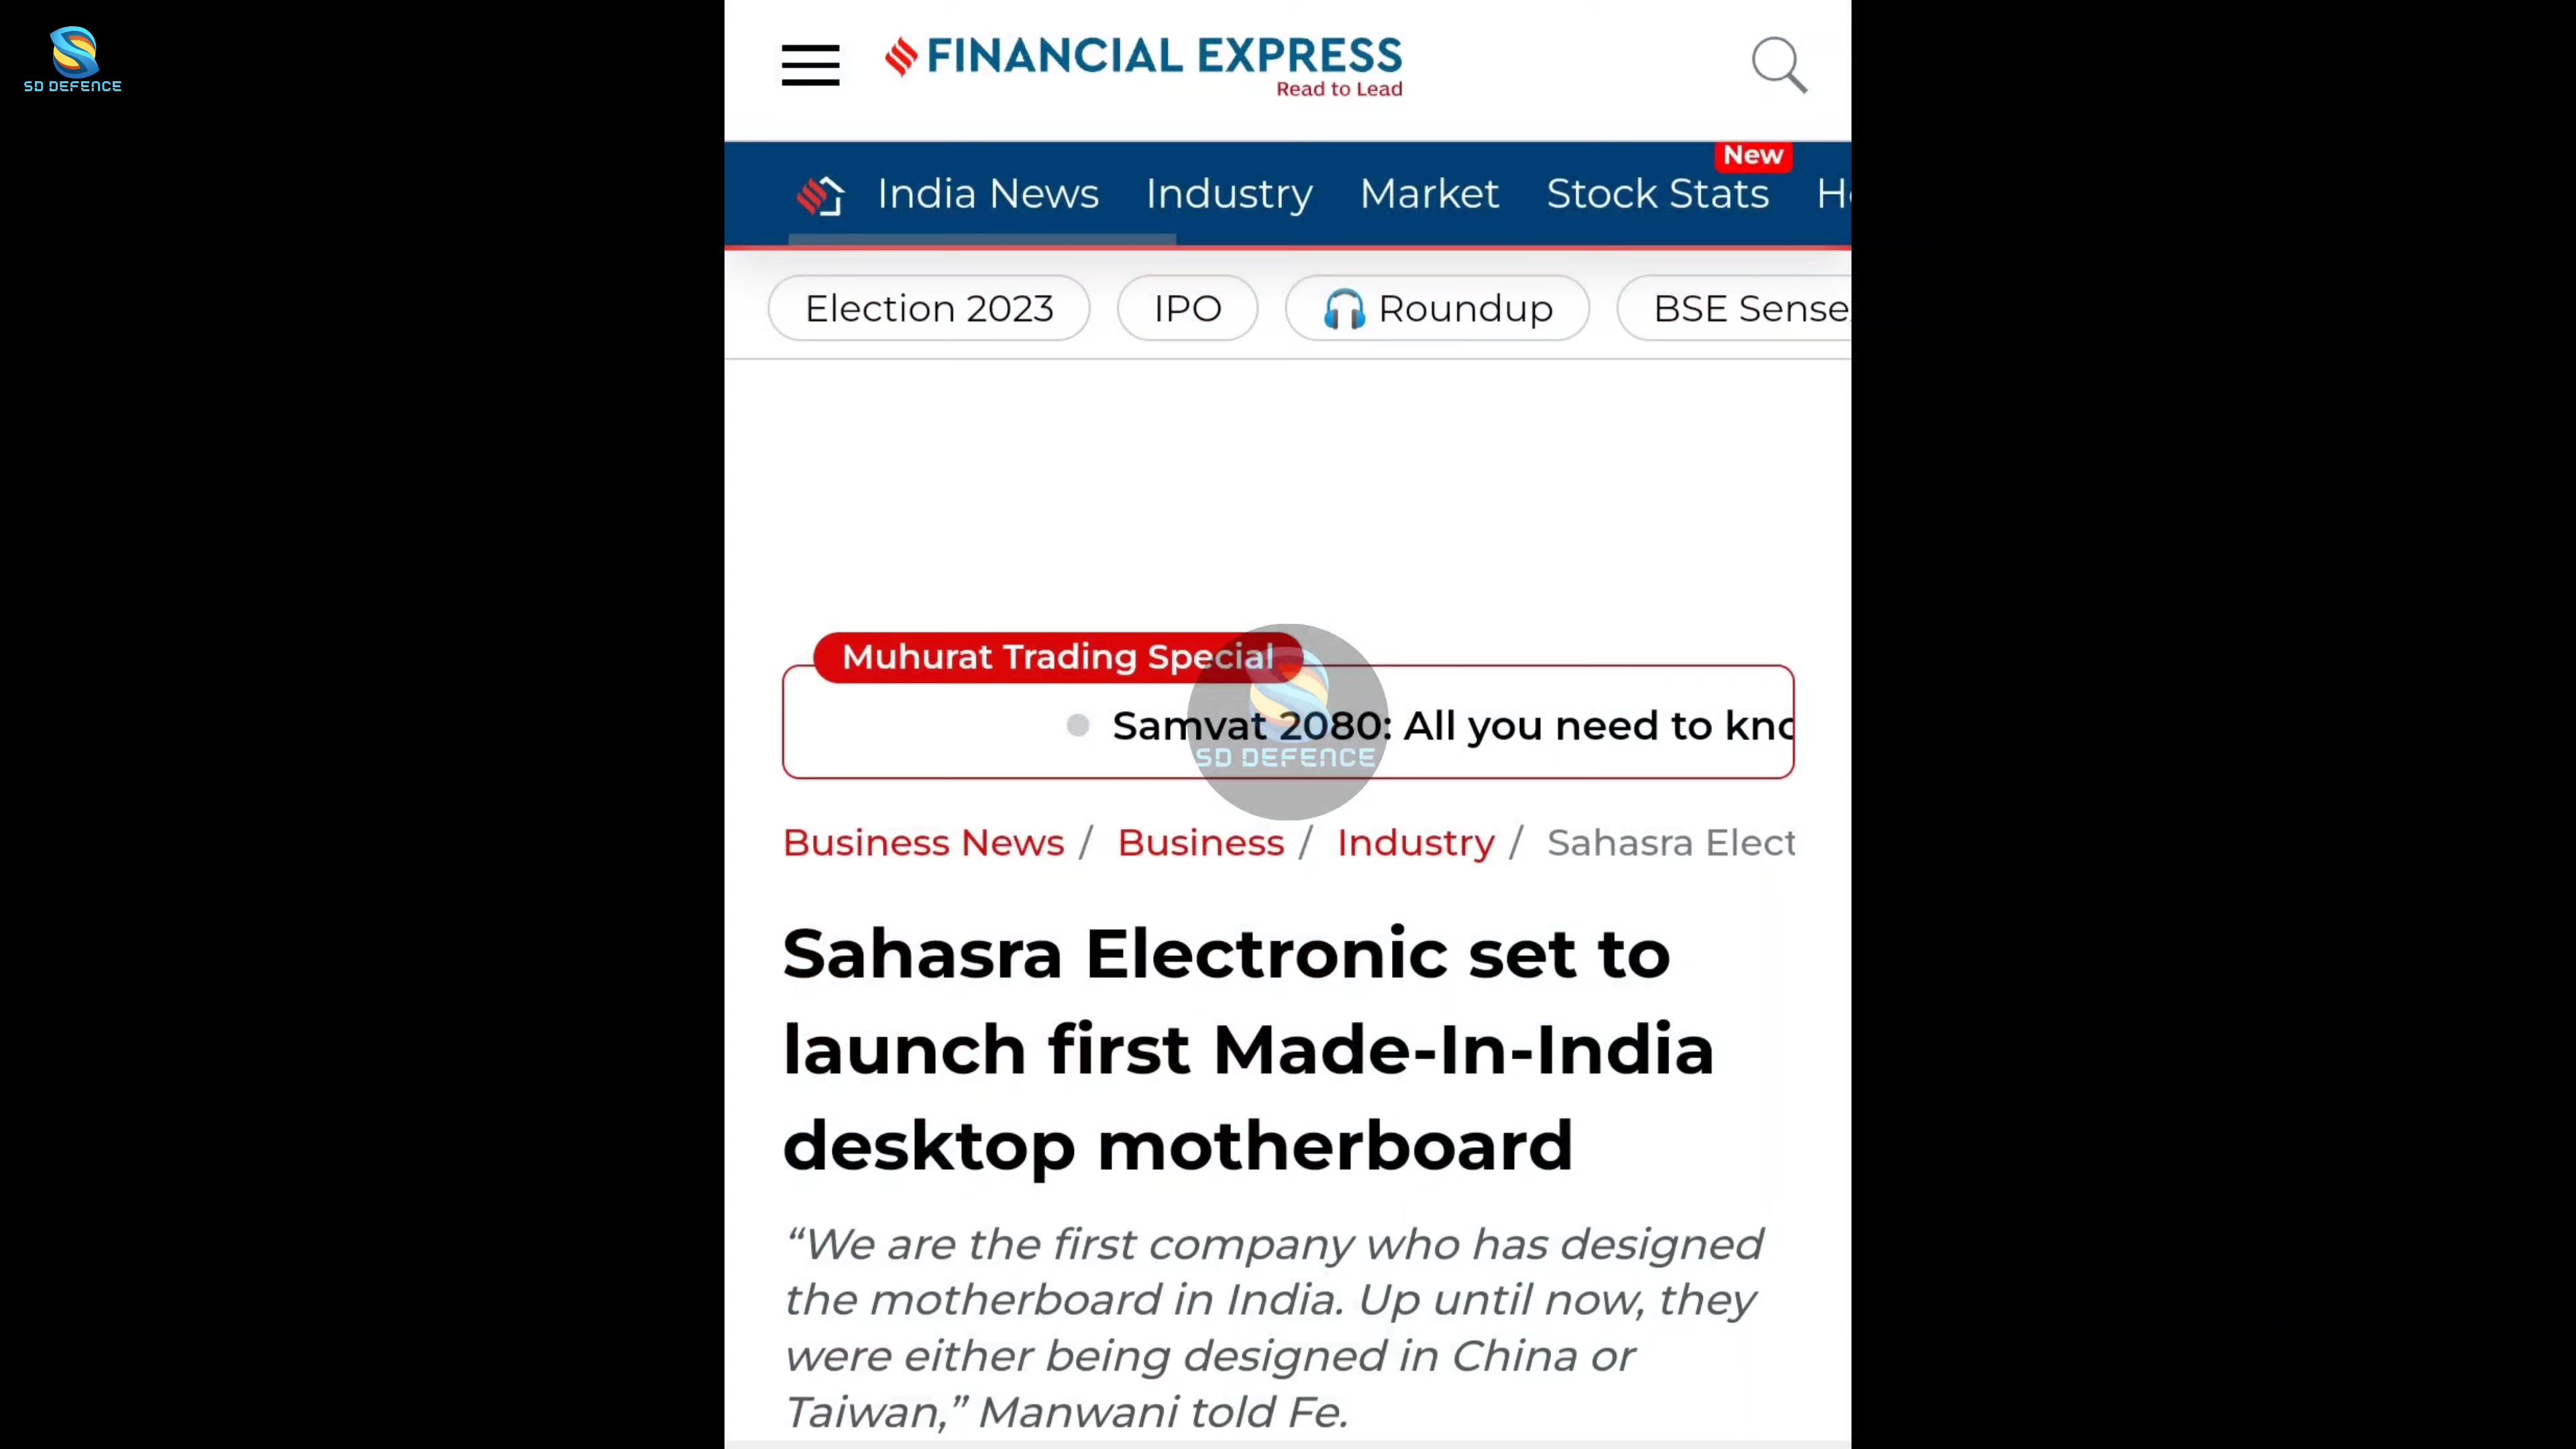 SD DEFENCE
FINANCIAL EXPRESS
Read to Lead
New
India News Industry Market Stock Stats
Election 2023 IPO Roundup BSE Sense
Muhurat Trading Special
Samvat 2080: All you need to
SD DEFENCE
Business News / Business / Industry / Sahasra Elect
Sahasra Electronic set to
launch first Made-In-India
desktop motherboard
“We are the first company who has designed
the motherboard in India. Up until now, they
were either being designed in China or
Taiwan,” Manwani told Fe.